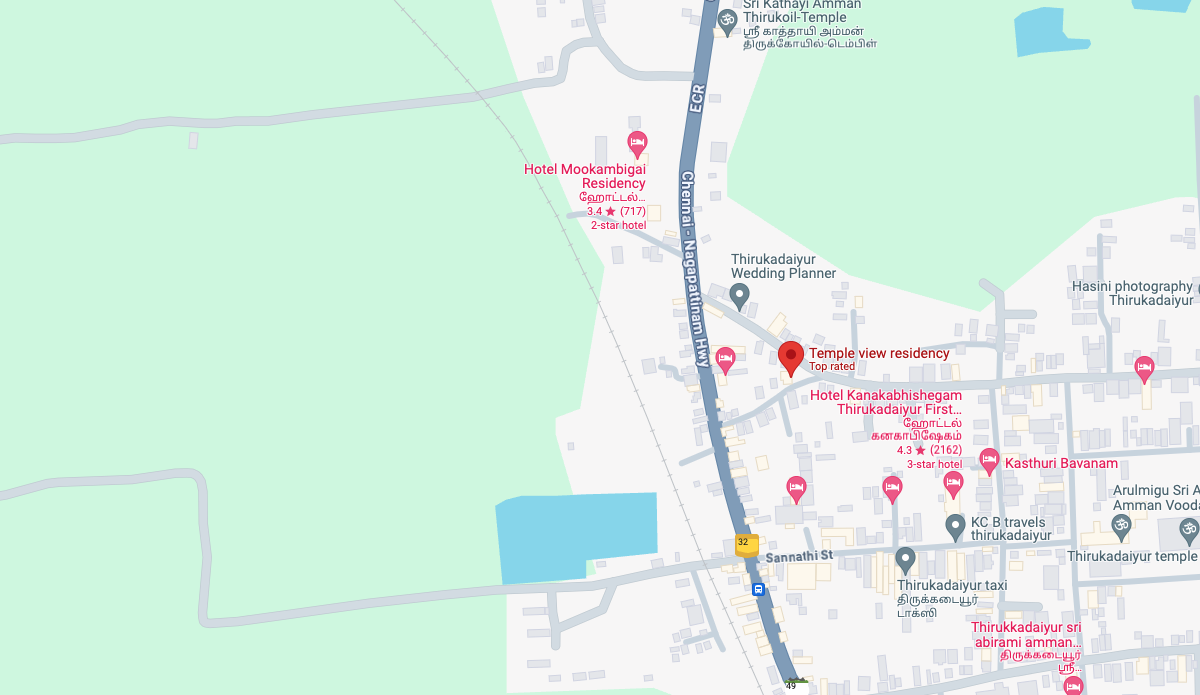 Sri Kathayi Amman
Thirukoil-Temple
ஸ்ரீ காத்தாயி அம்மன்
திருக்கோயில்-டெம்பிள்
ECR
Hotel Mookambigai
Residency
ஹோட்டல்...
3.4 ★ (717)
2-star hotel
Chennai - Nagapattinam Hwy
Thirukadaiyur
Wedding Planner
Hasini photography
Thirukadaiyur
Temple view residency
Top rated
Hotel Kanakabhishegam
Thirukadaiyur First...
ஹோட்டல்
கனகாபிஷேகம்
4.3 ★ (2162)
3-star hotel
Kasthuri Bavanam
Arulmigu Sri A
Amman Vooda
KC B travels
thirukadaiyur
32
Sannathi St
Thirukadaiyur temple
Thirukadaiyur taxi
திருக்கடையூர்
டாக்ஸி
Thirukkadaiyur sri
abirami amman...
திருக்கடையூர்
ஸ்ரீ...
49